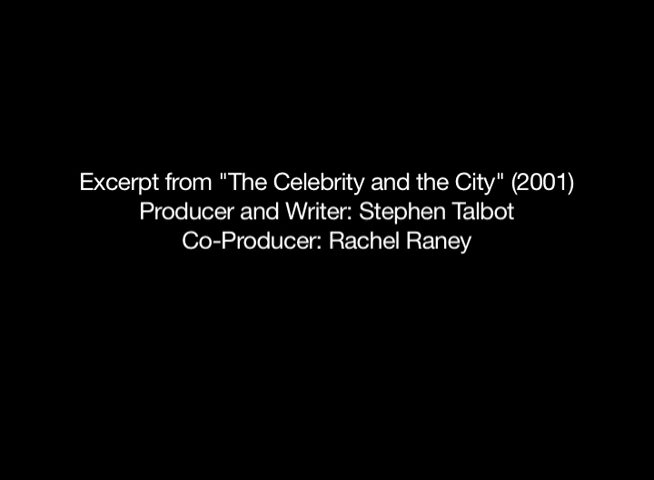 Excerpt from "The Celebrity and the City" (2001)
Producer and Writer: Stephen Talbot
Co-Producer: Rachel Raney